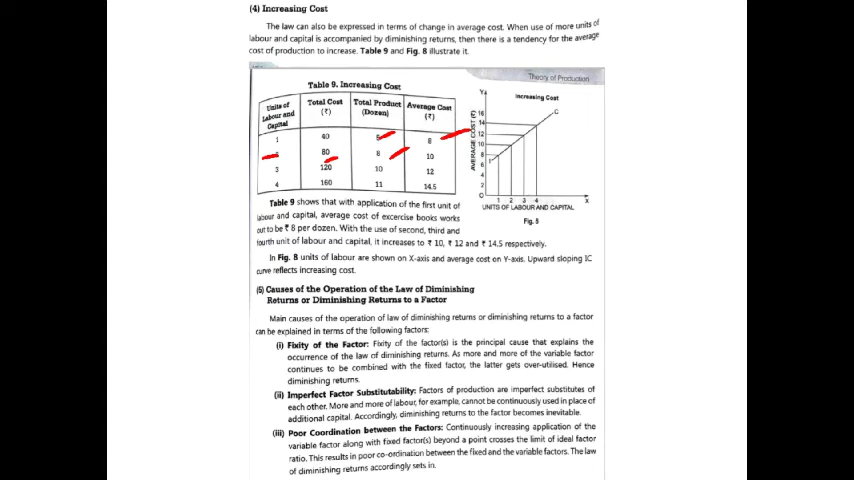 (4) Increasing Cost
The law can also be expressed in terms of change in average cost. When use of more units of
labour and capital is accompanied by diminishing returns, then there is a tendency for the average
cost of production to increase. Table 9 and Fig. 8 illustrate it.
Theory of Production
Table 9. Increasing Cost
Units of Labour and Capital | Total Cost (₹) | Total Product (Dozen) | Average Cost (₹)
1 40 5 8
80 8 10
3 120 10 12
4 160 11 14.5
Increasing Cost
Y
AVERAGE COST (₹)
16
14
12
10
8
6
4
2
O
I
C
1 2 3 4 X
UNITS OF LABOUR AND CAPITAL
Fig. 8
Table 9 shows that with application of the first unit of
labour and capital, average cost of excercise books works
out to be ₹ 8 per dozen. With the use of second, third and
fourth unit of labour and capital, it increases to ₹ 10, ₹ 12 and ₹ 14.5 respectively.
In Fig. 8 units of labour are shown on X-axis and average cost on Y-axis. Upward sloping IC
curve reflects increasing cost.
(5) Causes of the Operation of the Law of Diminishing
Returns or Diminishing Returns to a Factor
Main causes of the operation of law of diminishing returns or diminishing returns to a factor
can be explained in terms of the following factors:
(i) Fixity of the Factor: Fixity of the factor(s) is the principal cause that explains the
occurrence of the law of diminishing returns. As more and more of the variable factor
continues to be combined with the fixed factor, the latter gets over-utilised. Hence
diminishing returns.
(ii) Imperfect Factor Substitutability: Factors of production are imperfect substitutes of
each other. More and more of labour, for example, cannot be continuously used in place of
additional capital. Accordingly, diminishing returns to the factor becomes inevitable.
(iii) Poor Coordination between the Factors: Continuously increasing application of the
variable factor along with fixed factor(s) beyond a point crosses the limit of ideal factor
ratio. This results in poor co-ordination between the fixed and the variable factors. The law
of diminishing returns accordingly sets in.